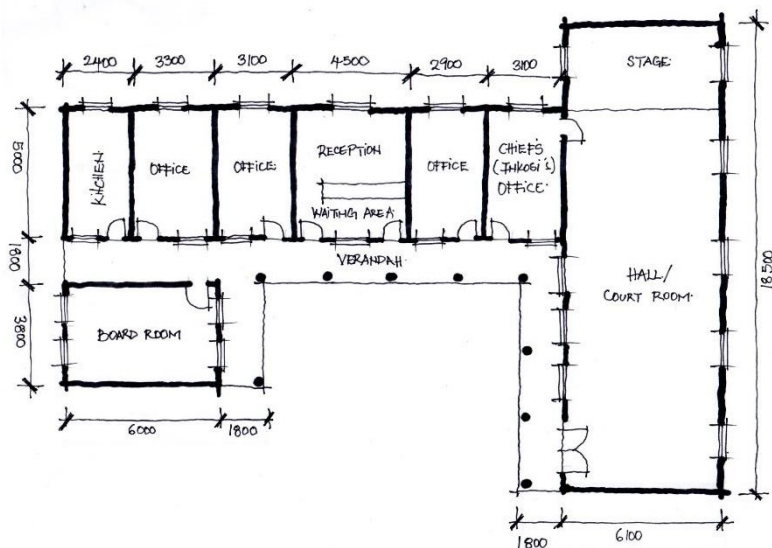 STAGE.
2400
3300
3100
4500
2900
3100
5000
KITCHEN
OFFICE
OFFICE.
RECEPTION
OFFICE
CHIEFS
(INKOSI'S)
OFFICE.
WAITING AREA
1800
VERANDAH
HALL/
COURT ROOM.
18500
3800
BOARD ROOM
6000
1800
1800
6100